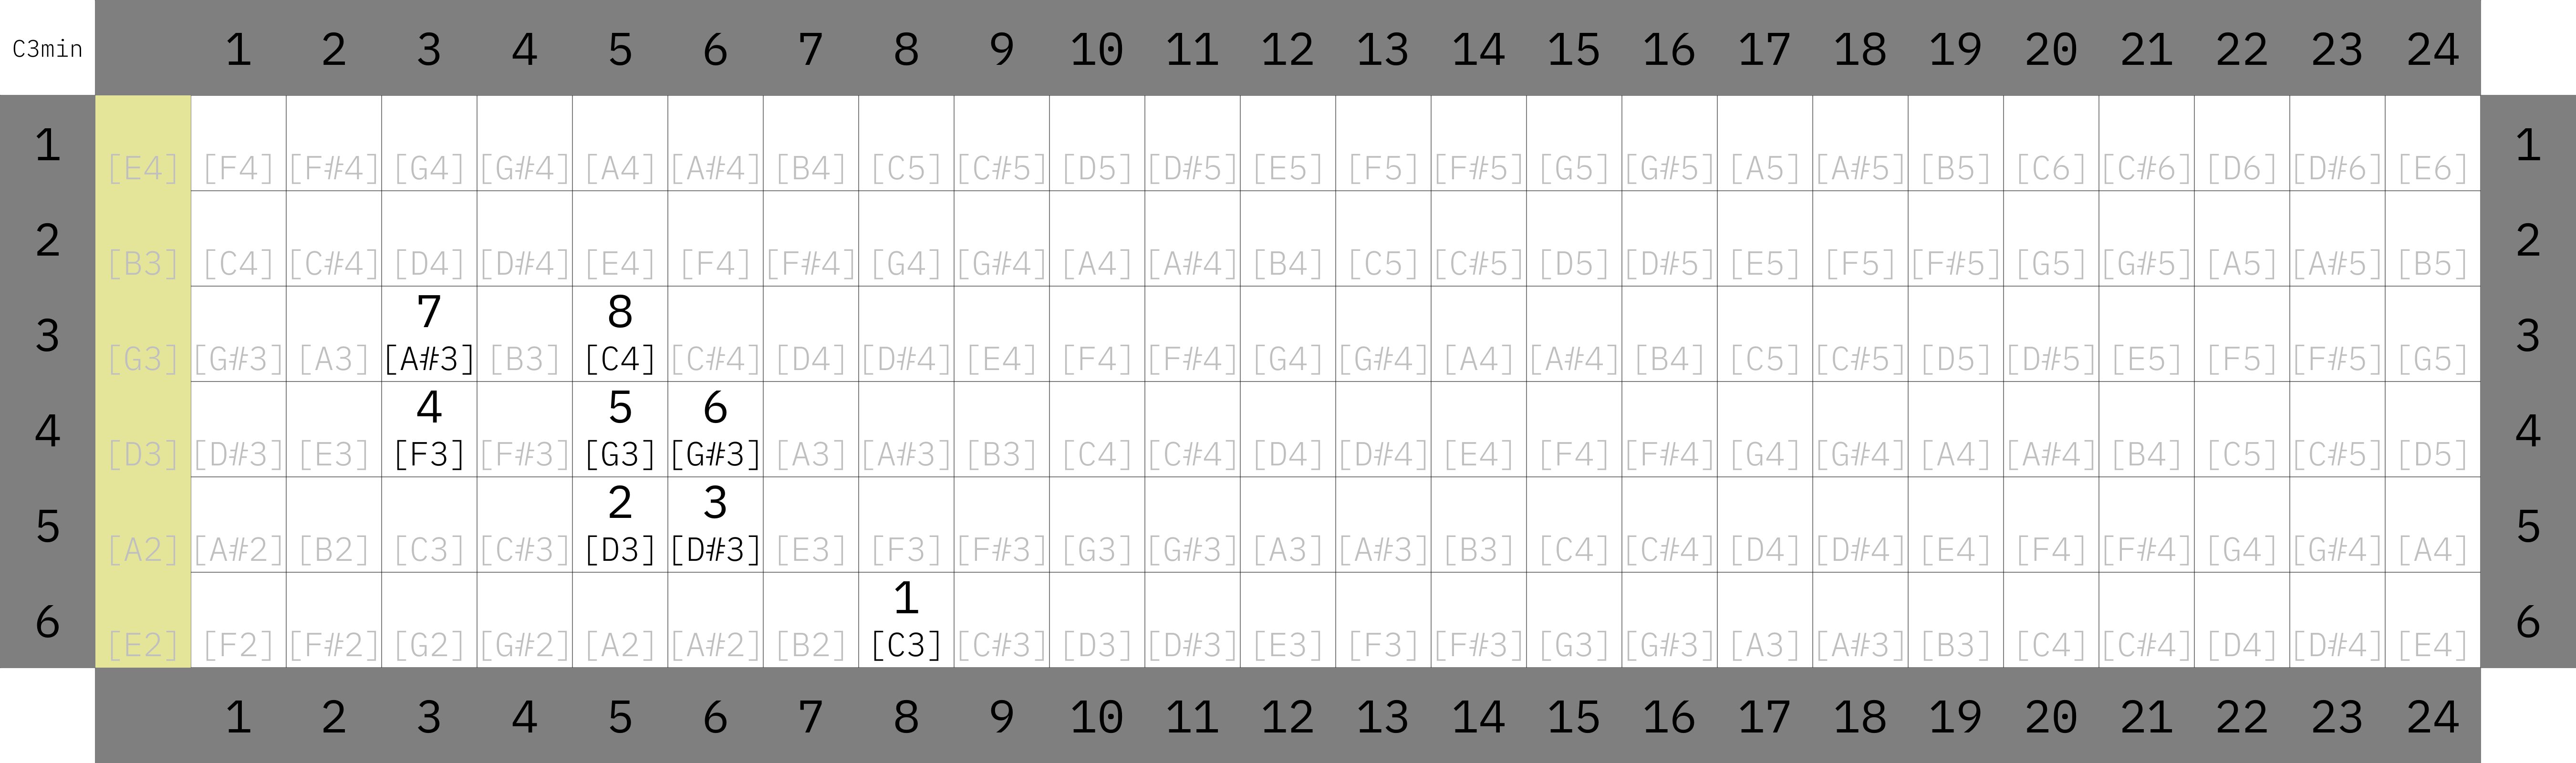 C3min 1 2 3 4 5 6 7 8 9 10 11 12 13 14 15 16 17 18 19 20 21 22 23 24
1 [E4] [F4] [F#4] [G4] [G#4] [A4] [A#4] [B4] [C5] [C#5] [D5] [D#5] [E5] [F5] [F#5] [G5] [G#5] [A5] [A#5] [B5] [C6] [C#6] [D6] [D#6] [E6] 1
2 [B3] [C4] [C#4] [D4] [D#4] [E4] [F4] [F#4] [G4] [G#4] [A4] [A#4] [B4] [C5] [C#5] [D5] [D#5] [E5] [F5] [F#5] [G5] [G#5] [A5] [A#5] [B5] 2
7 8
3 [G3] [G#3] [A3] [A#3] [B3] [C4] [C#4] [D4] [D#4] [E4] [F4] [F#4] [G4] [G#4] [A4] [A#4] [B4] [C5] [C#5] [D5] [D#5] [E5] [F5] [F#5] [G5] 3
4 5 6
4 [D3] [D#3] [E3] [F3] [F#3] [G3] [G#3] [A3] [A#3] [B3] [C4] [C#4] [D4] [D#4] [E4] [F4] [F#4] [G4] [G#4] [A4] [A#4] [B4] [C5] [C#5] [D5] 4
2 3
5 [A2] [A#2] [B2] [C3] [C#3] [D3] [D#3] [E3] [F3] [F#3] [G3] [G#3] [A3] [A#3] [B3] [C4] [C#4] [D4] [D#4] [E4] [F4] [F#4] [G4] [G#4] [A4] 5
1
6 [E2] [F2] [F#2] [G2] [G#2] [A2] [A#2] [B2] [C3] [C#3] [D3] [D#3] [E3] [F3] [F#3] [G3] [G#3] [A3] [A#3] [B3] [C4] [C#4] [D4] [D#4] [E4] 6
1 2 3 4 5 6 7 8 9 10 11 12 13 14 15 16 17 18 19 20 21 22 23 24